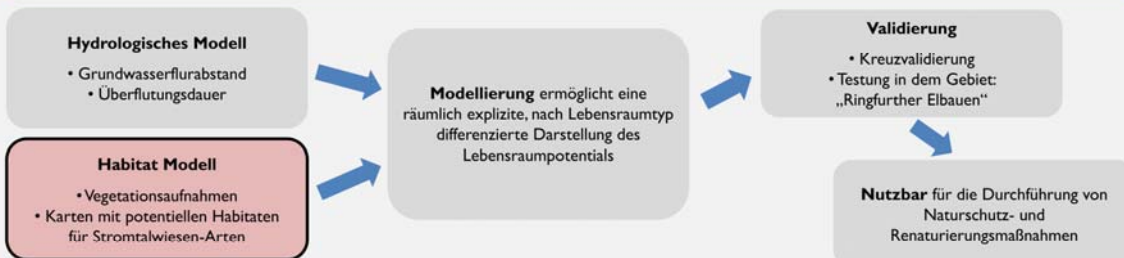 Hydrologisches Modell
• Grundwasserflurabstand
• Überflutungsdauer
Habitat Modell
• Vegetationsaufnahmen
• Karten mit potentiellen Habitaten
für Stromtalwiesen-Arten
Modellierung ermöglicht eine
räumlich explizite, nach Lebensraumtyp
differenzierte Darstellung des
Lebensraumpotentials
Validierung
• Kreuzvalidierung
• Testung in dem Gebiet:
„Ringfurther Elbauen“
Nutzbar für die Durchführung von
Naturschutz- und
Renaturierungsmaßnahmen